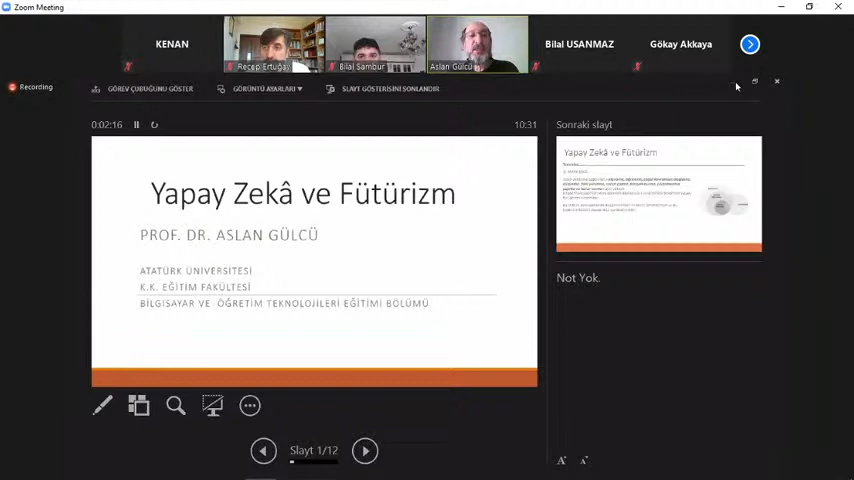 Zoom Meeting
KENAN
Recep Ertugay
Bilal Sambur
Aslan Gülcü
Bilal USANMAZ
Gökay Akkaya
Recording
GÖREV ÇUBUĞUNU GÖSTER
GÖRÜNTÜ AYARLARI
SLAYT GÖSTERİSİNİ SONLANDIR
0:02:16
10:31
Sonraki slayt
Yapay Zekâ ve Fütürizm
PROF. DR. ASLAN GÜLCÜ
ATATÜRK ÜNİVERSİTESİ
K.K. EĞİTİM FAKÜLTESİ
BİLGİSAYAR VE ÖĞRETİM TEKNOLOJİLERİ EĞİTİMİ BÖLÜMÜ
Yapay Zekâ ve Fütürizm
Not Yok.
Slayt 1/12
A A